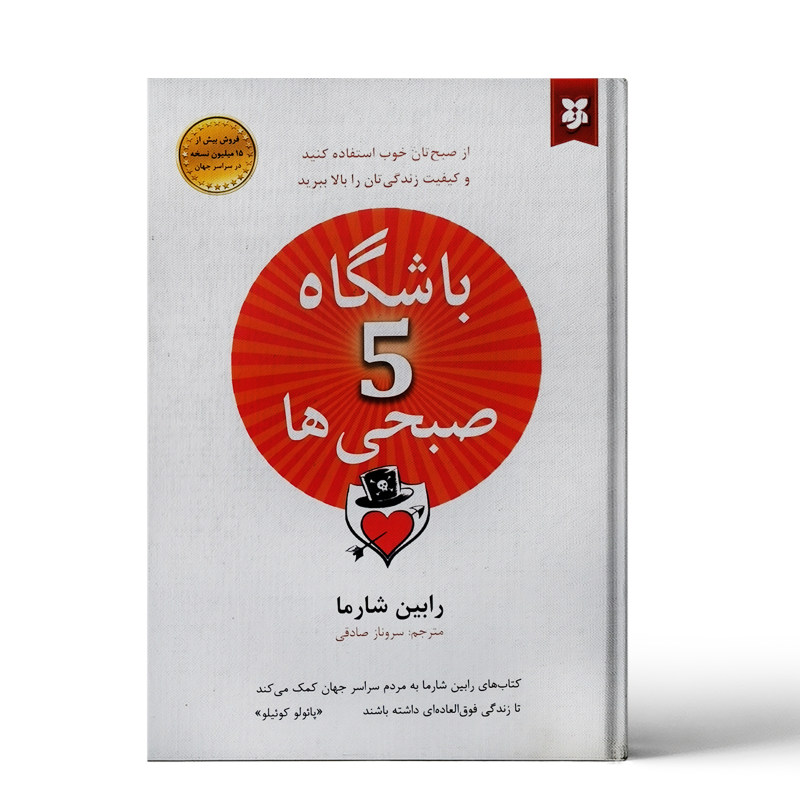 فروش بیش از
۱۵ میلیون نسخه
در سراسر جهان
از صبح‌تان خوب استفاده کنید
و کیفیت زندگی‌تان را بالا ببرید
باشگاه
5
صبحی‌ها
رابین شارما
مترجم: سروناز صادقی
کتاب‌های رابین شارما به مردم سراسر جهان کمک می‌کند
تا زندگی فوق‌العاده‌ای داشته باشند «پائولو کوئیلو»